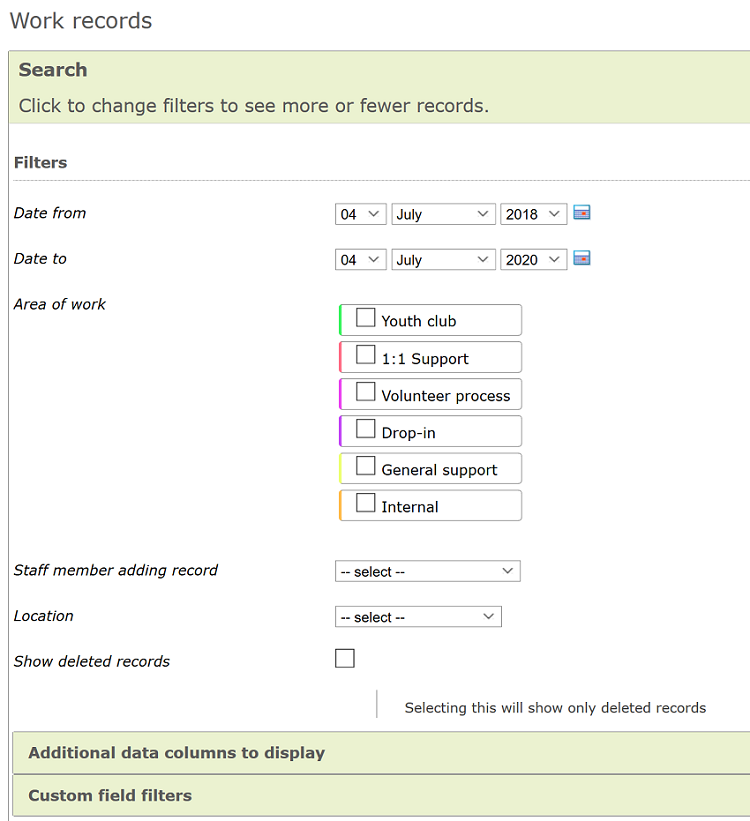 Work records
Search
Click to change filters to see more or fewer records.
Filters
Date from 04 July 2018
Date to 04 July 2020
Area of work
Youth club
1:1 Support
Volunteer process
Drop-in
General support
Internal
Staff member adding record -- select --
Location -- select --
Show deleted records
Selecting this will show only deleted records
Additional data columns to display
Custom field filters